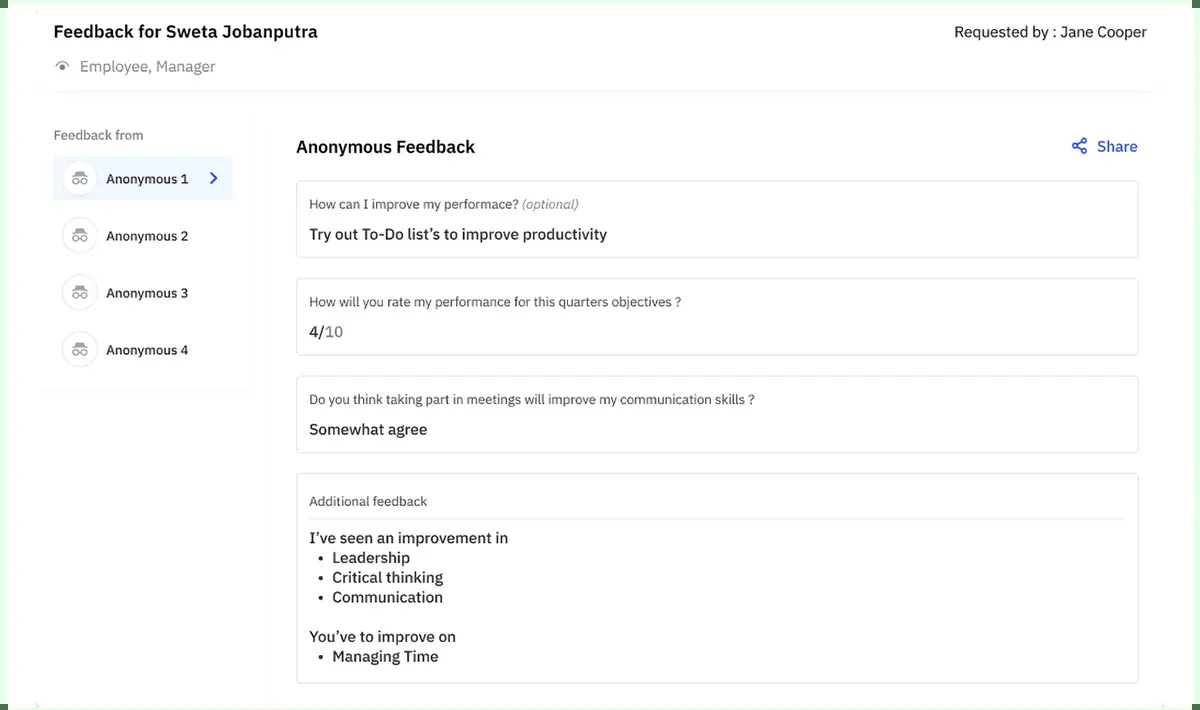 Feedback for Sweta Jobanputra
Requested by : Jane Cooper
Employee, Manager
Feedback from
Anonymous 1
Anonymous 2
Anonymous 3
Anonymous 4
Anonymous Feedback
Share
How can I improve my performace? (optional)
Try out To-Do list’s to improve productivity
How will you rate my performance for this quarters objectives ?
4/10
Do you think taking part in meetings will improve my communication skills ?
Somewhat agree
Additional feedback
I’ve seen an improvement in
• Leadership
• Critical thinking
• Communication
You’ve to improve on
• Managing Time